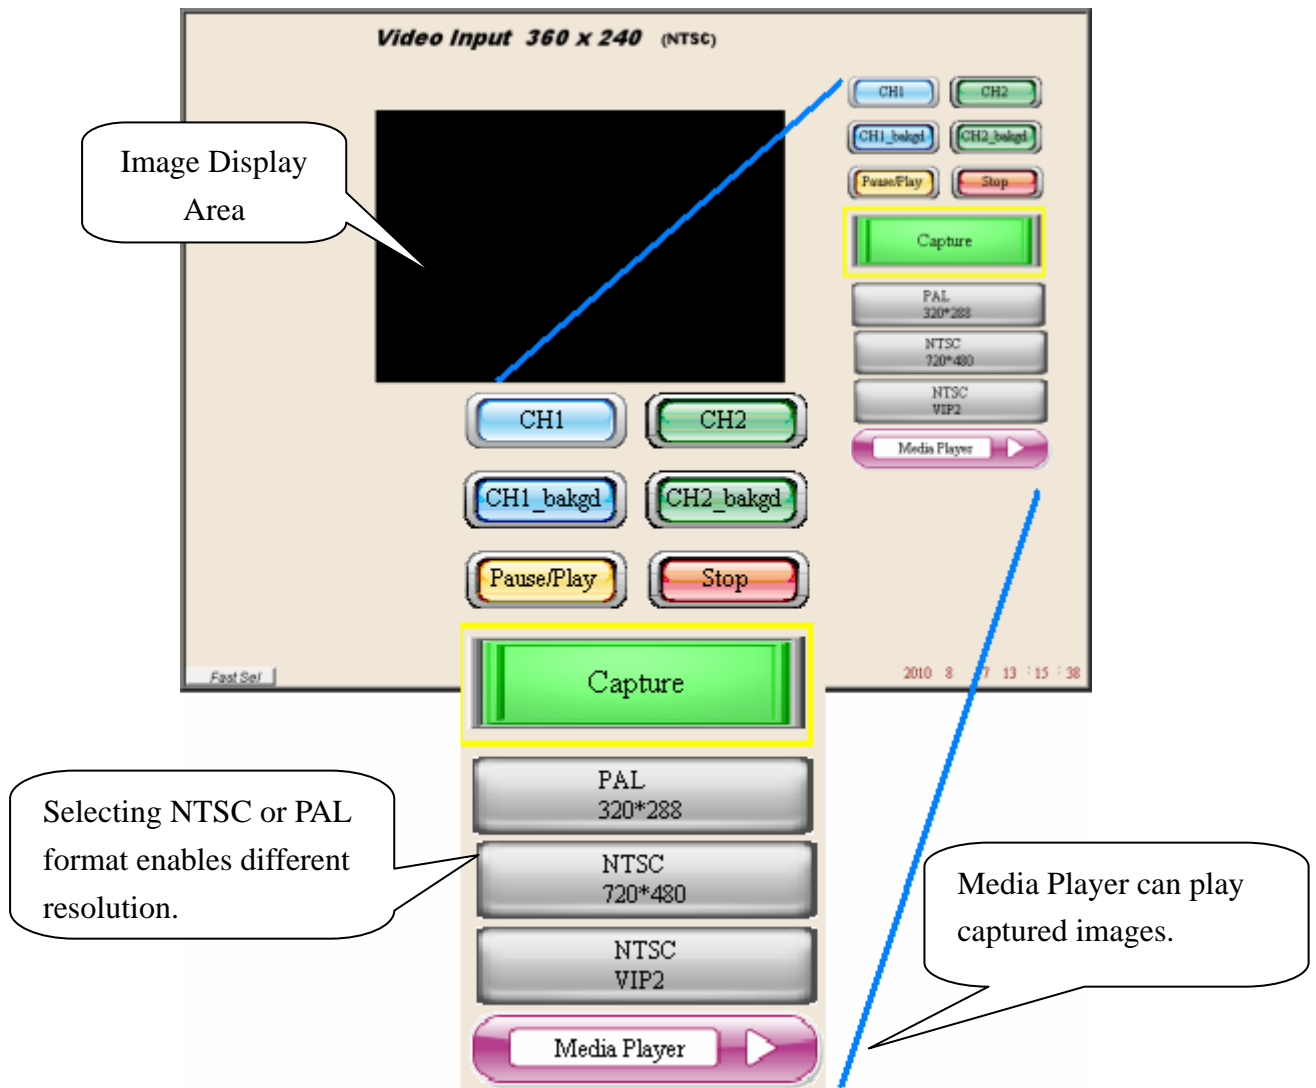 Video Input 360 x 240 (NTSC)
Image Display
Area
CH1 CH2
CH1_bakgd CH2_bakgd
Pause/Play Stop
Capture
PAL
320*288
NTSC
720*480
NTSC
VIP2
Media Player
CH1 CH2
CH1_bakgd CH2_bakgd
Pause/Play Stop
Capture
PAL
320*288
NTSC
720*480
NTSC
VIP2
Media Player
Fast Sel
2010 8 7 13 :15 :38
Selecting NTSC or PAL
format enables different
resolution.
Media Player can play
captured images.